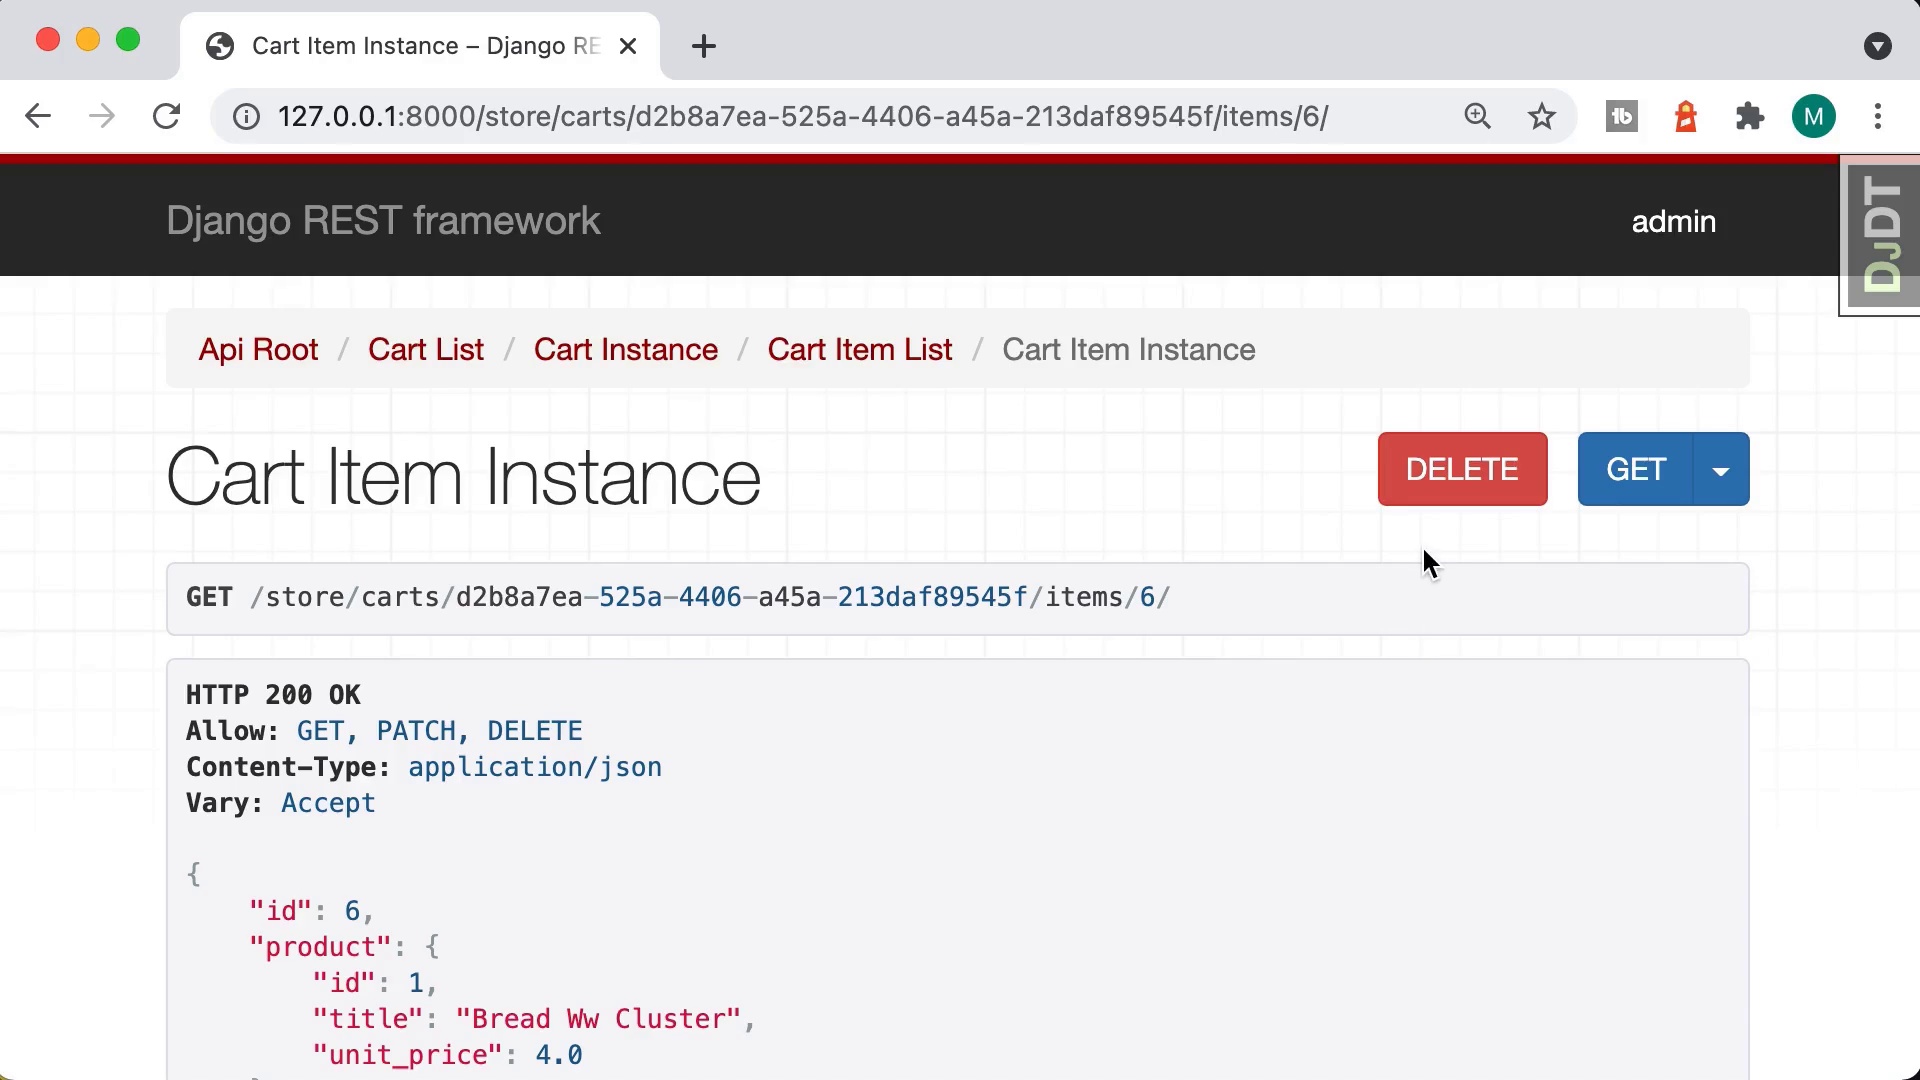 Cart Item Instance – Django RE
127.0.0.1:8000/store/carts/d2b8a7ea-525a-4406-a45a-213daf89545f/items/6/
tb
M
Django REST framework
admin
DJDT
Api Root / Cart List / Cart Instance / Cart Item List / Cart Item Instance
Cart Item Instance
DELETE
GET
GET /store/carts/d2b8a7ea-525a-4406-a45a-213daf89545f/items/6/
HTTP 200 OK
Allow: GET, PATCH, DELETE
Content-Type: application/json
Vary: Accept
{
"id": 6,
"product": {
"id": 1,
"title": "Bread Ww Cluster",
"unit_price": 4.0